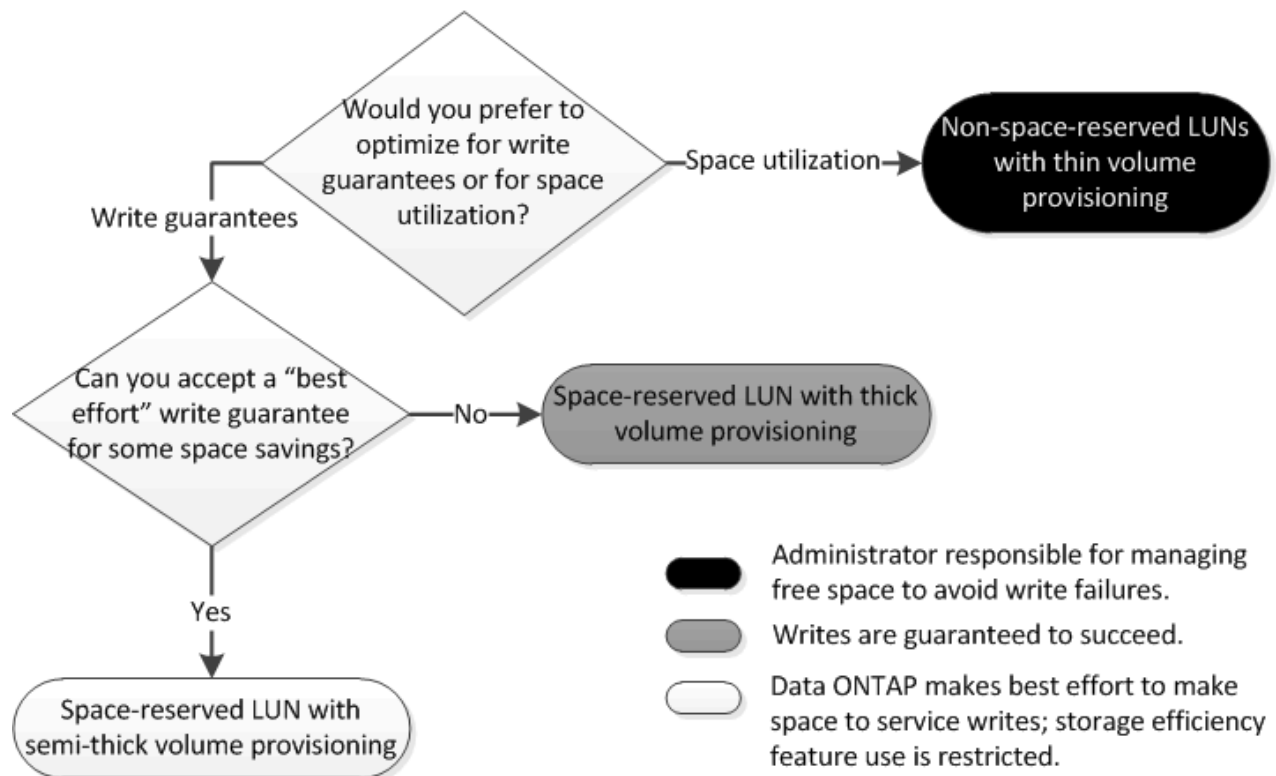 Would you prefer to
optimize for write
guarantees or for space
utilization?
Space utilization
Non-space-reserved LUNs
with thin volume
provisioning
Write guarantees
Can you accept a “best
effort” write guarantee
for some space savings?
No
Space-reserved LUN with thick
volume provisioning
Yes
Space-reserved LUN with
semi-thick volume provisioning
Administrator responsible for managing
free space to avoid write failures.
Writes are guaranteed to succeed.
Data ONTAP makes best effort to make
space to service writes; storage efficiency
feature use is restricted.